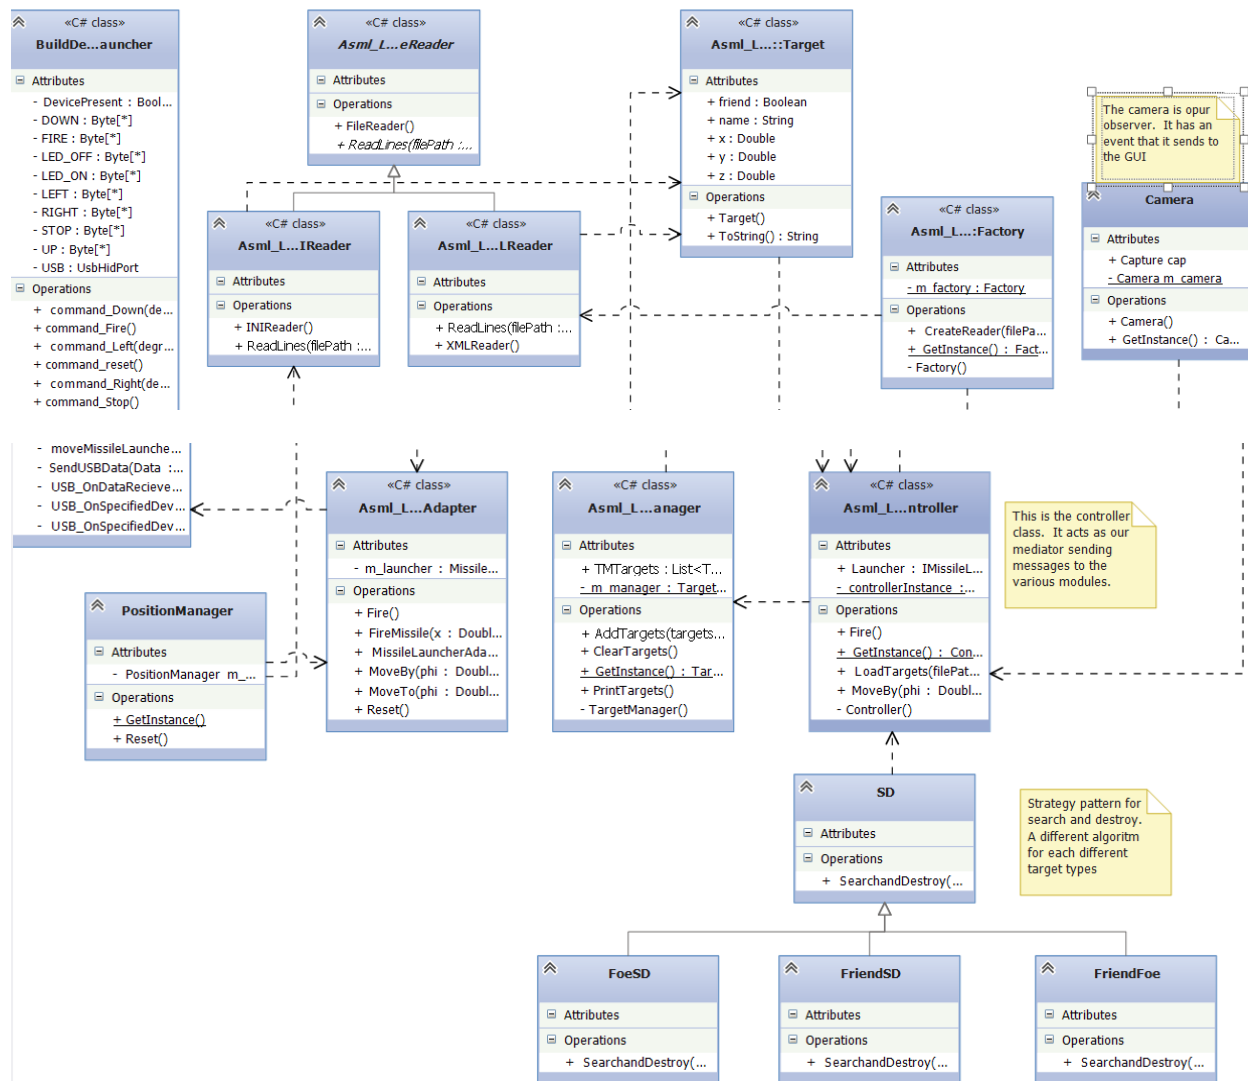 «C# class»
BuildDe...auncher
Attributes
- DevicePresent : Bool...
- DOWN : Byte[*]
- FIRE : Byte[*]
- LED_OFF : Byte[*]
- LED_ON : Byte[*]
- LEFT : Byte[*]
- RIGHT : Byte[*]
- STOP : Byte[*]
- UP : Byte[*]
- USB : UsbHidPort
Operations
+ command_Down(de...
+ command_Fire()
+ command_Left(degr...
+ command_reset()
+ command_Right(de...
+ command_Stop()
«C# class»
Asml_L...eReader
Attributes
Operations
+ FileReader()
+ ReadLines(filePath :...
«C# class»
Asml_L...::Target
Attributes
+ friend : Boolean
+ name : String
+ x : Double
+ y : Double
+ z : Double
Operations
+ Target()
+ ToString() : String
The camera is opur
observer. It has an
event that it sends to
the GUI
Camera
Attributes
+ Capture cap
- Camera m_camera
Operations
+ Camera()
+ GetInstance() : Ca...
«C# class»
Asml_L...IReader
Attributes
Operations
+ INIReader()
+ ReadLines(filePath :...
«C# class»
Asml_L...LReader
Attributes
Operations
+ ReadLines(filePath :...
+ XMLReader()
«C# class»
Asml_L...:Factory
Attributes
- m_factory : Factory
Operations
+ CreateReader(filePa...
+ GetInstance() : Fact...
- Factory()
- moveMissileLaunche...
- SendUSBData(Data :...
- USB_OnDataRecieve...
- USB_OnSpecifiedDev...
- USB_OnSpecifiedDev...
«C# class»
Asml_L...Adapter
Attributes
- m_launcher : Missile...
Operations
+ Fire()
+ FireMissile(x : Doubl...
+ MissileLauncherAda...
+ MoveBy(phi : Doubl...
+ MoveTo(phi : Doubl...
+ Reset()
«C# class»
Asml_L...anager
Attributes
+ TMTargets : List<T...
- m_manager : Target...
Operations
+ AddTargets(targets...
+ ClearTargets()
+ GetInstance() : Tar...
+ PrintTargets()
- TargetManager()
«C# class»
Asml_L...ntroller
Attributes
+ Launcher : IMissileL...
- controllerInstance :...
Operations
+ Fire()
+ GetInstance() : Con...
+ LoadTargets(filePat...
+ MoveBy(phi : Doubl...
- Controller()
This is the controller
class. It acts as our
mediator sending
messages to the
various modules.
PositionManager
Attributes
- PositionManager m_...
Operations
+ GetInstance()
+ Reset()
SD
Attributes
Operations
+ SearchandDestroy(...
Strategy pattern for
search and destroy.
A different algoritm
for each different
target types
FoeSD
Attributes
Operations
+ SearchandDestroy(...
FriendSD
Attributes
Operations
+ SearchandDestroy(...
FriendFoe
Attributes
Operations
+ SearchandDestroy(...